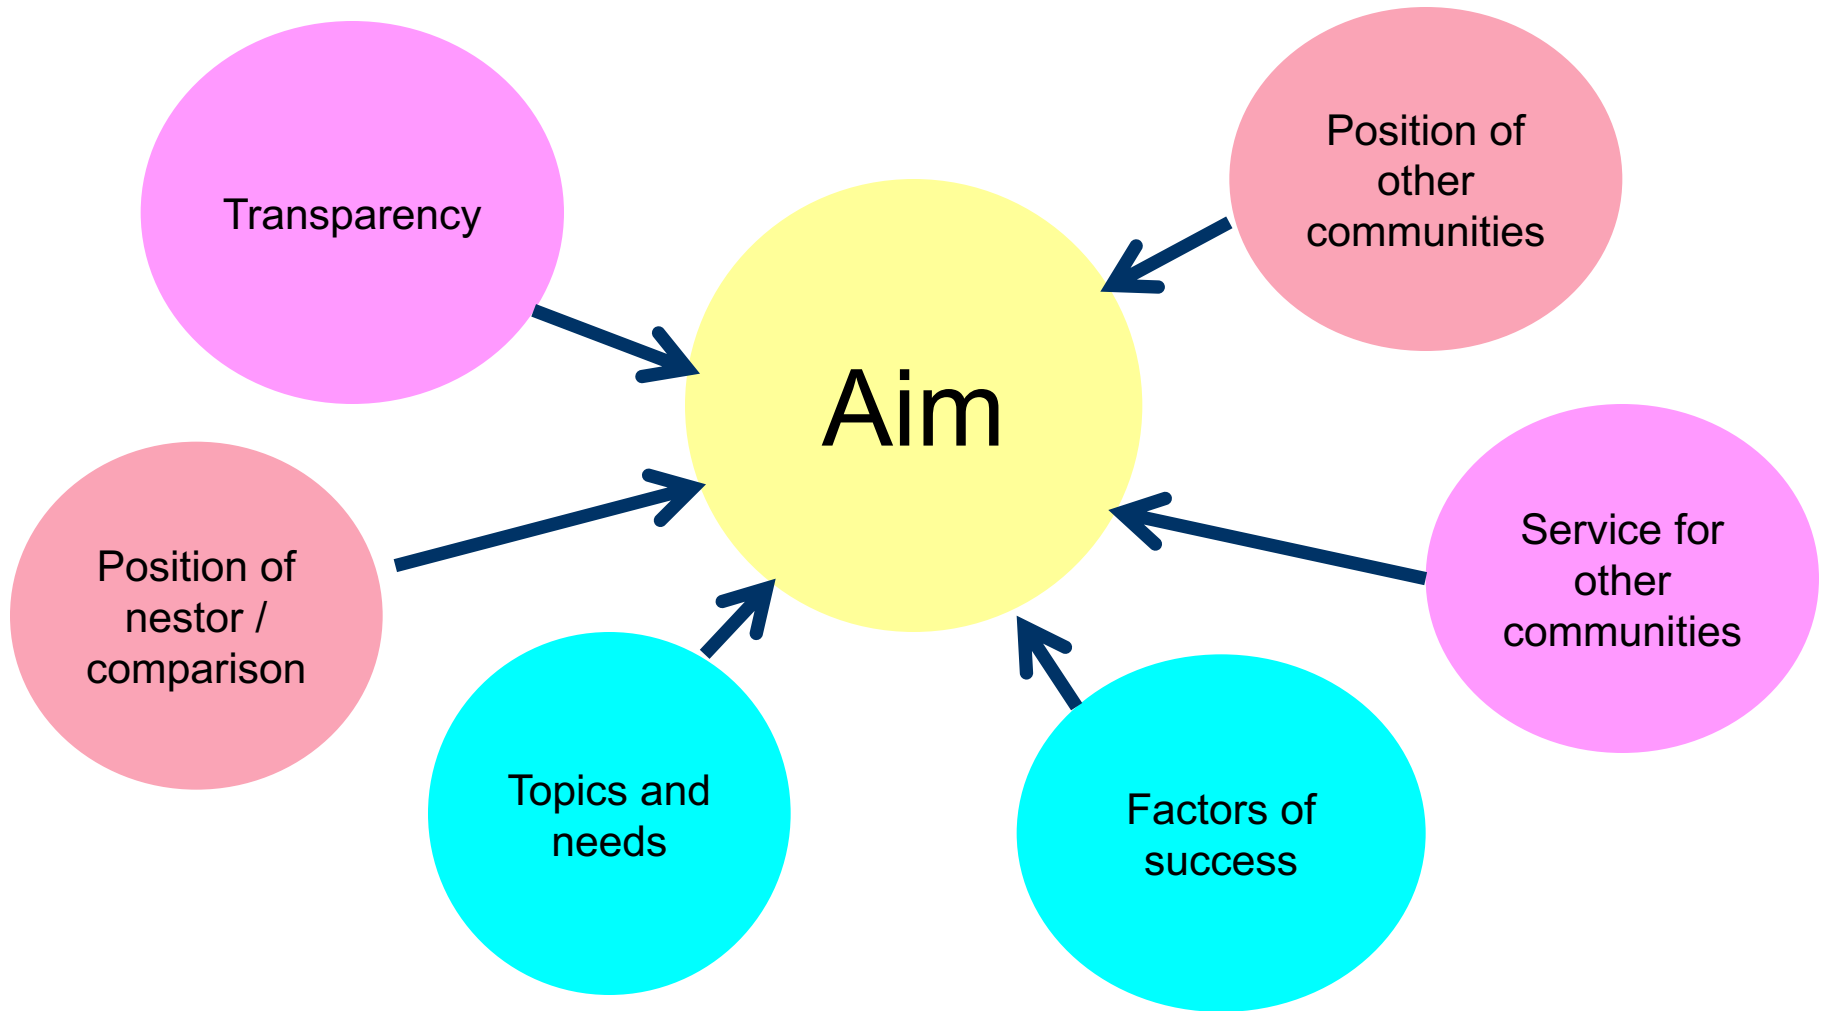 Transparency
Position of
other
communities
Aim
Position of
nestor /
comparison
Service for
other
communities
Topics and
needs
Factors of
success